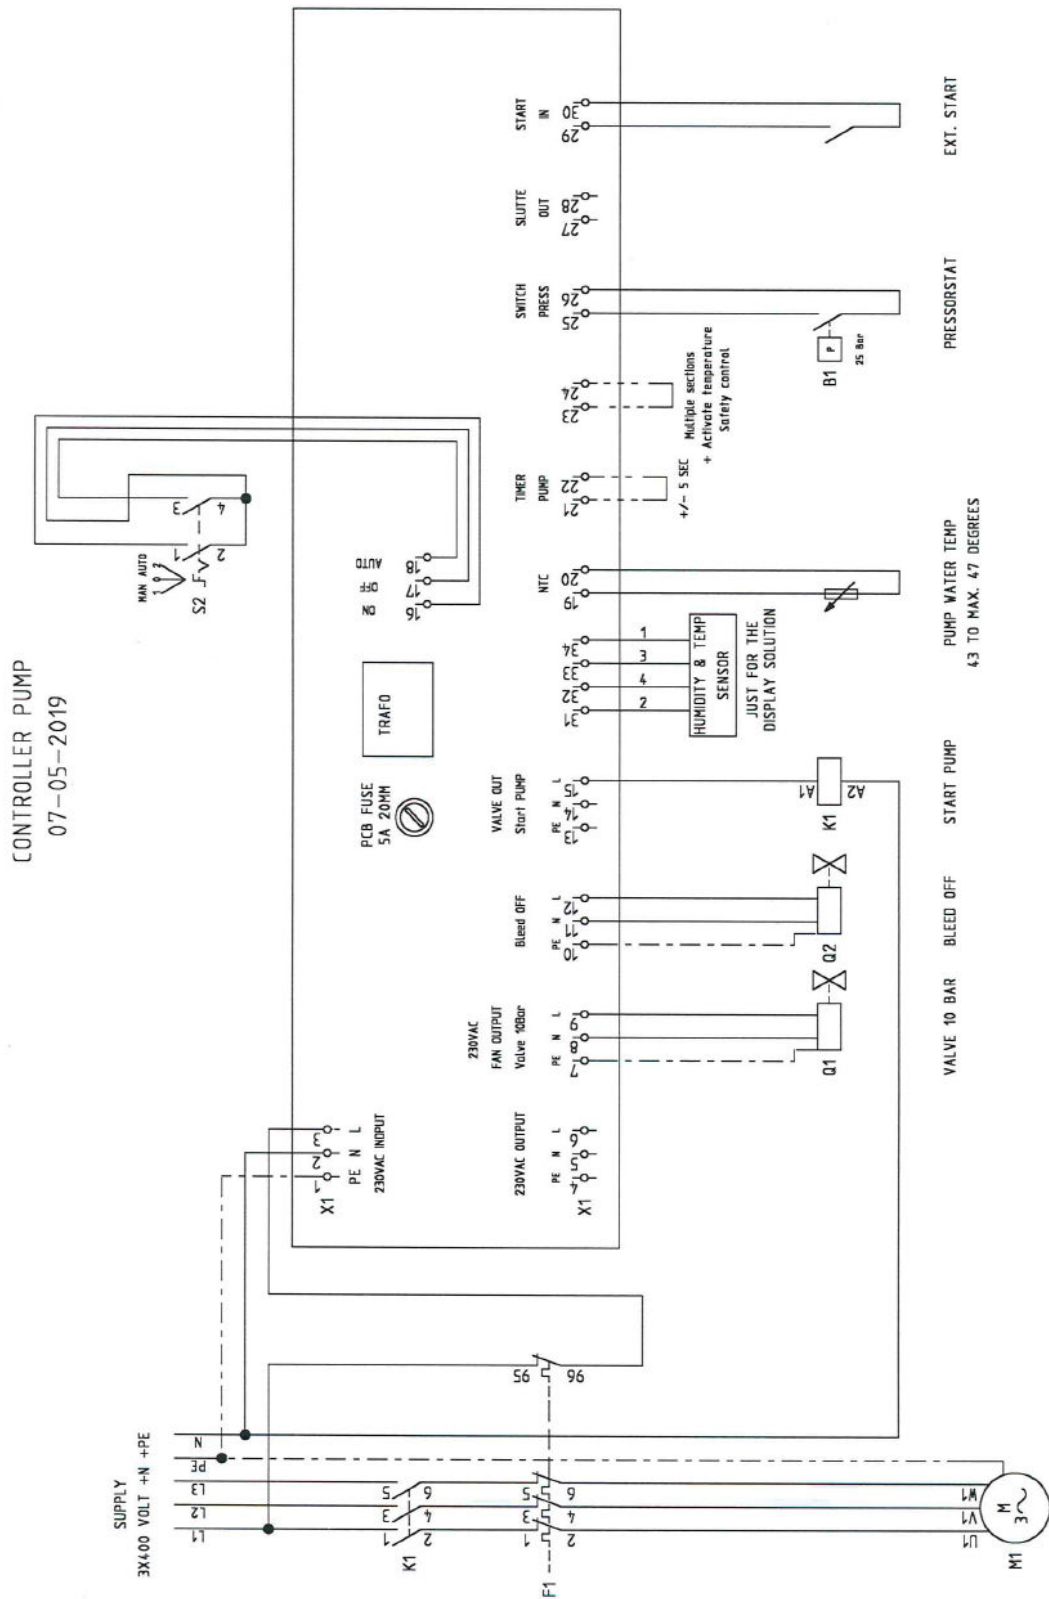 CONTROLLER PUMP
07-05-2019
SUPPLY
3X400 VOLT +N +PE
L1
L2
L3
PE
N
K1
1
2
3
4
5
6
F1
1
2
3
4
5
6
95
96
U1
V1
W1
M
3
M1
MAN AUTO
1 0 2
S2
1
2
3
4
X1
1
2
3
PE N L
230VAC INDPUT
PCB FUSE
5A 20MM
TRAFO
ON
OFF
AUTO
16
17
18
230VAC OUTPUT
PE N L
X1
4
5
6
230VAC
FAN OUTPUT
Valve 10Bar
PE N L
7
8
9
Bleed OFF
PE N L
10
11
12
VALVE OUT
Start PUMP
PE N L
13
14
15
31
32
33
34
2
4
3
1
HUMIDITY & TEMP
SENSOR
JUST FOR THE
DISPLAY SOLUTION
NTC
19
20
TIMER
PUMP
21
22
+/- 5 SEC
23
24
Multiple sections
+ Activate temperature
Safety control
SWITCH
PRESS
25
26
B1
P
25 Bar
SLUTTE
OUT
27
28
START
IN
29
30
Q1
Q2
K1
A1
A2
VALVE 10 BAR
BLEED OFF
START PUMP
PUMP WATER TEMP
43 TO MAX. 47 DEGREES
PRESSORSTAT
EXT. START